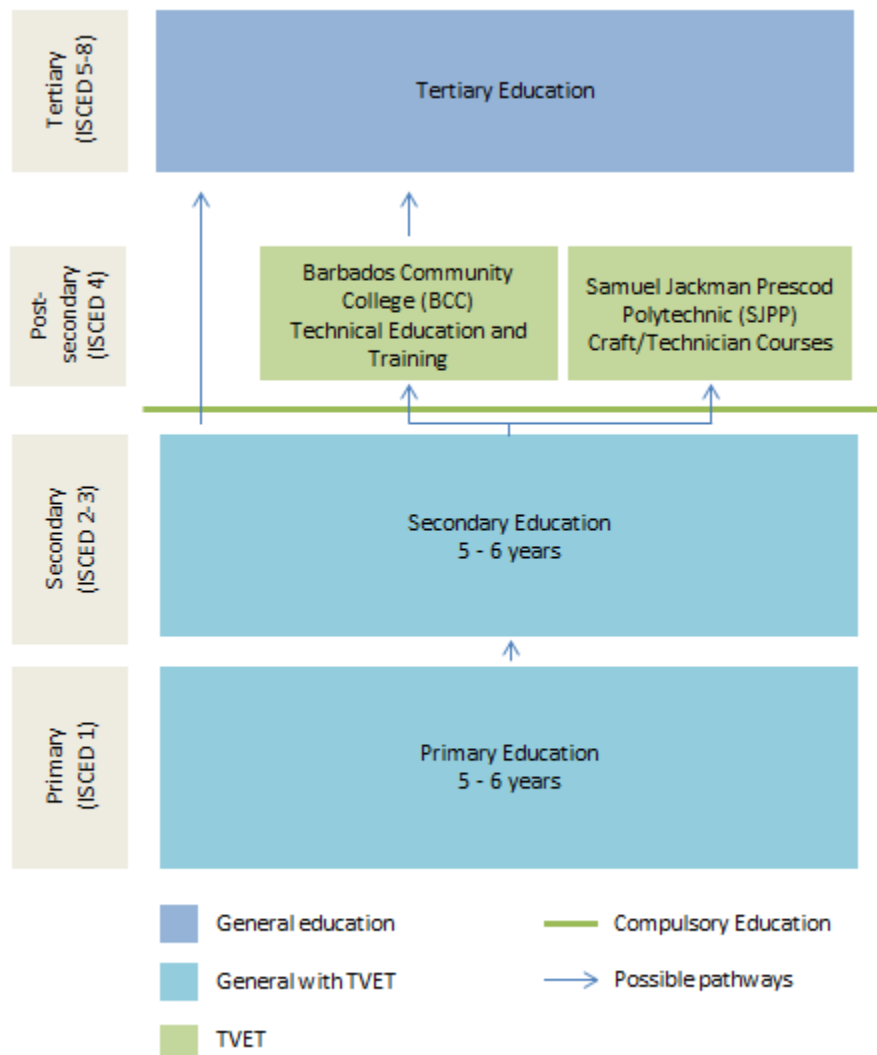 Tertiary
(ISCED 5-8)
Tertiary Education
Post-
secondary
(ISCED 4)
Barbados Community
College (BCC)
Technical Education and
Training
Samuel Jackman Prescod
Polytechnic (SJPP)
Craft/Technician Courses
Secondary
(ISCED 2-3)
Secondary Education
5 - 6 years
Primary
(ISCED 1)
Primary Education
5 - 6 years
General education
Compulsory Education
General with TVET
Possible pathways
TVET